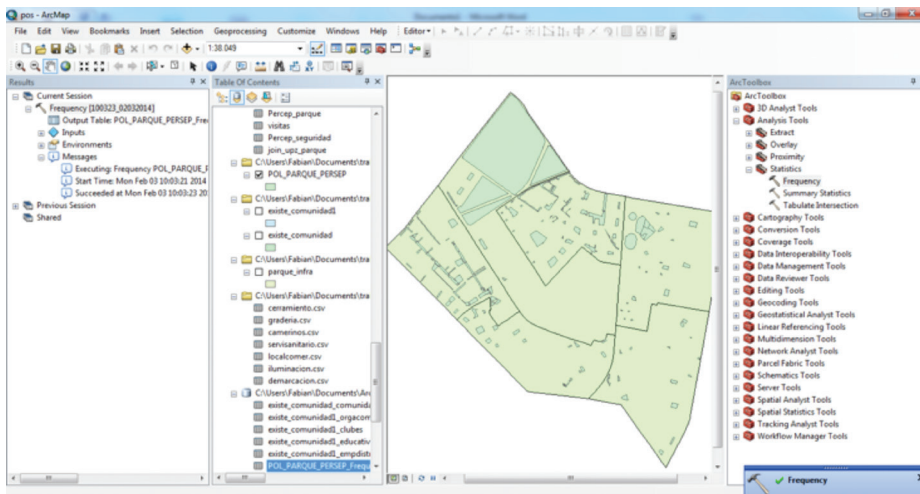 pos - ArcMap
File Edit View Bookmarks Insert Selection Geoprocessing Customize Windows Help Editor
1:38.049
Results
Current Session
Frequency [100323_02032014]
Output Table: POL_PARQUE_PERSEP_Fre
Inputs
Environments
Messages
Executing: Frequency POL_PARQUE_F
Start Time: Mon Feb 03 10:03:21 2014
Succeeded at Mon Feb 03 10:03:23 20
Previous Session
Shared
Table Of Contents
Percep_parque
visitas
Percep_seguridad
join_upz_parque
C:\Users\Fabian\Documents\tra
POL_PARQUE_PERSEP
C:\Users\Fabian\Documents\tra
existe_comunidad1
existe_comunidad
C:\Users\Fabian\Documents\tra
parque_infra
C:\Users\Fabian\Documents\tra
cerramiento.csv
graderia.csv
camerinos.csv
servisanitario.csv
localcomer.csv
iluminacion.csv
demarcacion.csv
C:\Users\Fabian\Documents\Arc
existe_comunidad_comunida
existe_comunidad1_orgacom
existe_comunidad1_clubes
existe_comunidad1_educativ
existe_comunidad1_empdist
POL_PARQUE_PERSEP_Frequ
ArcToolbox
ArcToolbox
3D Analyst Tools
Analysis Tools
Extract
Overlay
Proximity
Statistics
Frequency
Summary Statistics
Tabulate Intersection
Cartography Tools
Conversion Tools
Coverage Tools
Data Interoperability Tools
Data Management Tools
Data Reviewer Tools
Editing Tools
Geocoding Tools
Geostatistical Analyst Tools
Linear Referencing Tools
Multidimension Tools
Network Analyst Tools
Parcel Fabric Tools
Schematics Tools
Server Tools
Spatial Analyst Tools
Spatial Statistics Tools
Tracking Analyst Tools
Workflow Manager Tools
Frequency